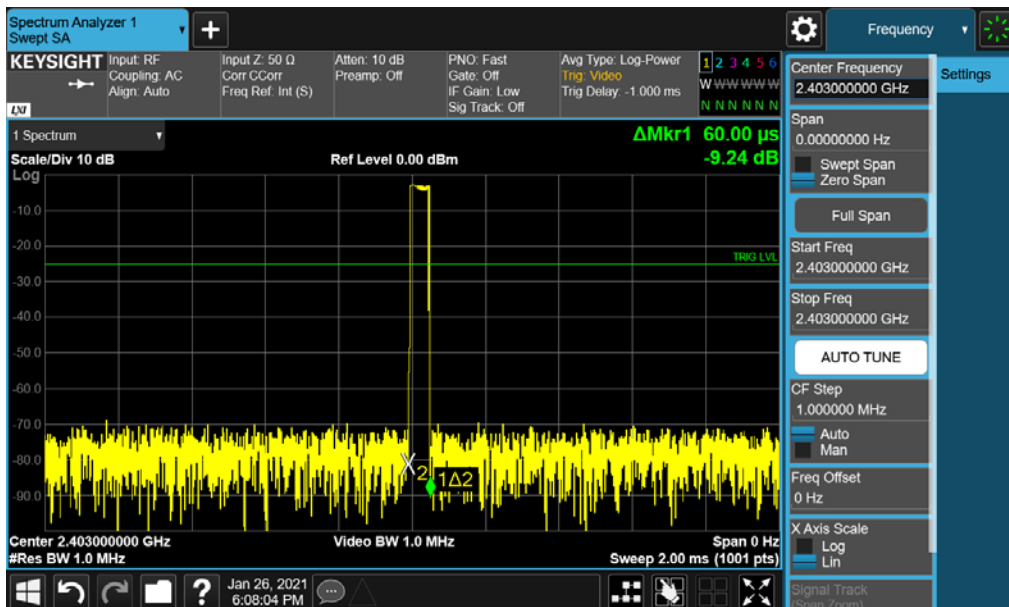 Spectrum Analyzer 1
Swept SA
Frequency
KEYSIGHT
LXI
Input: RF
Coupling: AC
Align: Auto
Input Z: 50 Ω
Corr CCorr
Freq Ref: Int (S)
Atten: 10 dB
Preamp: Off
PNO: Fast
Gate: Off
IF Gain: Low
Sig Track: Off
Avg Type: Log-Power
Trig: Video
Trig Delay: -1.000 ms
1 2 3 4 5 6
W W W W W W
N N N N N N
1 Spectrum
ΔMkr1 60.00 µs
-9.24 dB
Scale/Div 10 dB
Ref Level 0.00 dBm
Log
-10.0
-20.0
TRIG LVL
-30.0
-40.0
-50.0
-60.0
-70.0
-80.0
-90.0
2
1Δ2
Center 2.403000000 GHz
Video BW 1.0 MHz
Span 0 Hz
#Res BW 1.0 MHz
Sweep 2.00 ms (1001 pts)
Center Frequency
2.403000000 GHz
Settings
Span
0.00000000 Hz
Swept Span
Zero Span
Full Span
Start Freq
2.403000000 GHz
Stop Freq
2.403000000 GHz
AUTO TUNE
CF Step
1.000000 MHz
Auto
Man
Freq Offset
0 Hz
X Axis Scale
Log
Lin
Signal Track
(Span Zoom)
?
Jan 26, 2021
6:08:04 PM